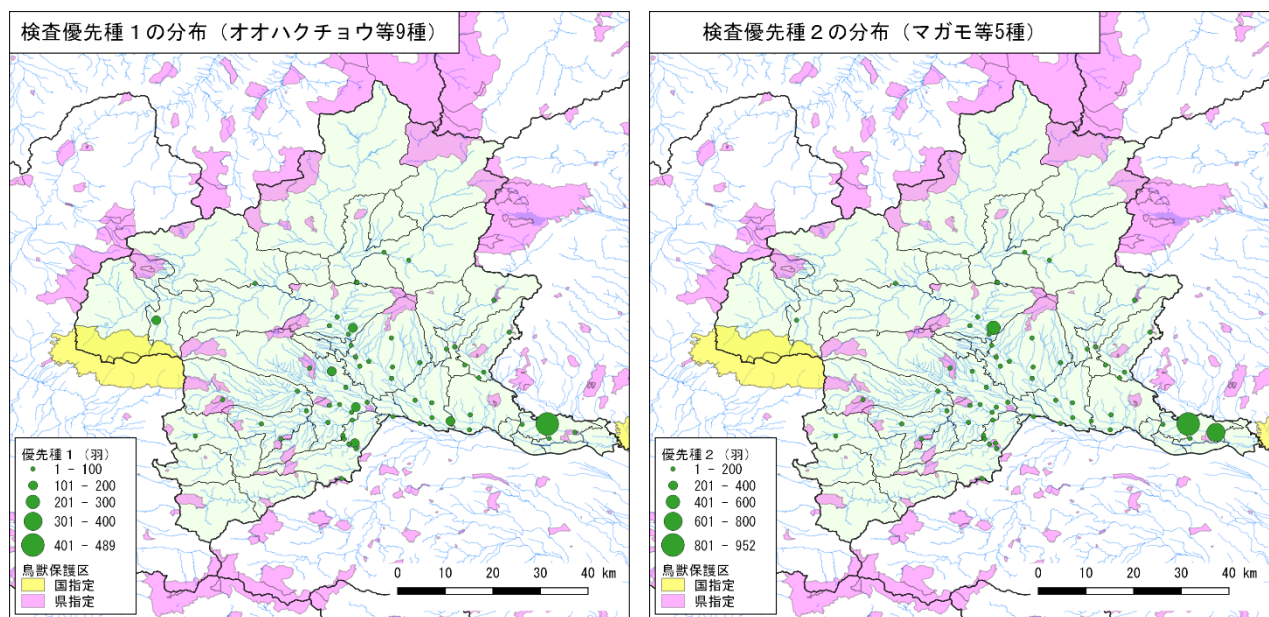 検査優先種１の分布（オオハクチョウ等9種）
優先種１（羽）
1 - 100
101 - 200
201 - 300
301 - 400
401 - 489
鳥獣保護区
国指定
県指定
0 10 20 30 40 km
検査優先種２の分布（マガモ等5種）
優先種２（羽）
1 - 200
201 - 400
401 - 600
601 - 800
801 - 952
鳥獣保護区
国指定
県指定
0 10 20 30 40 km